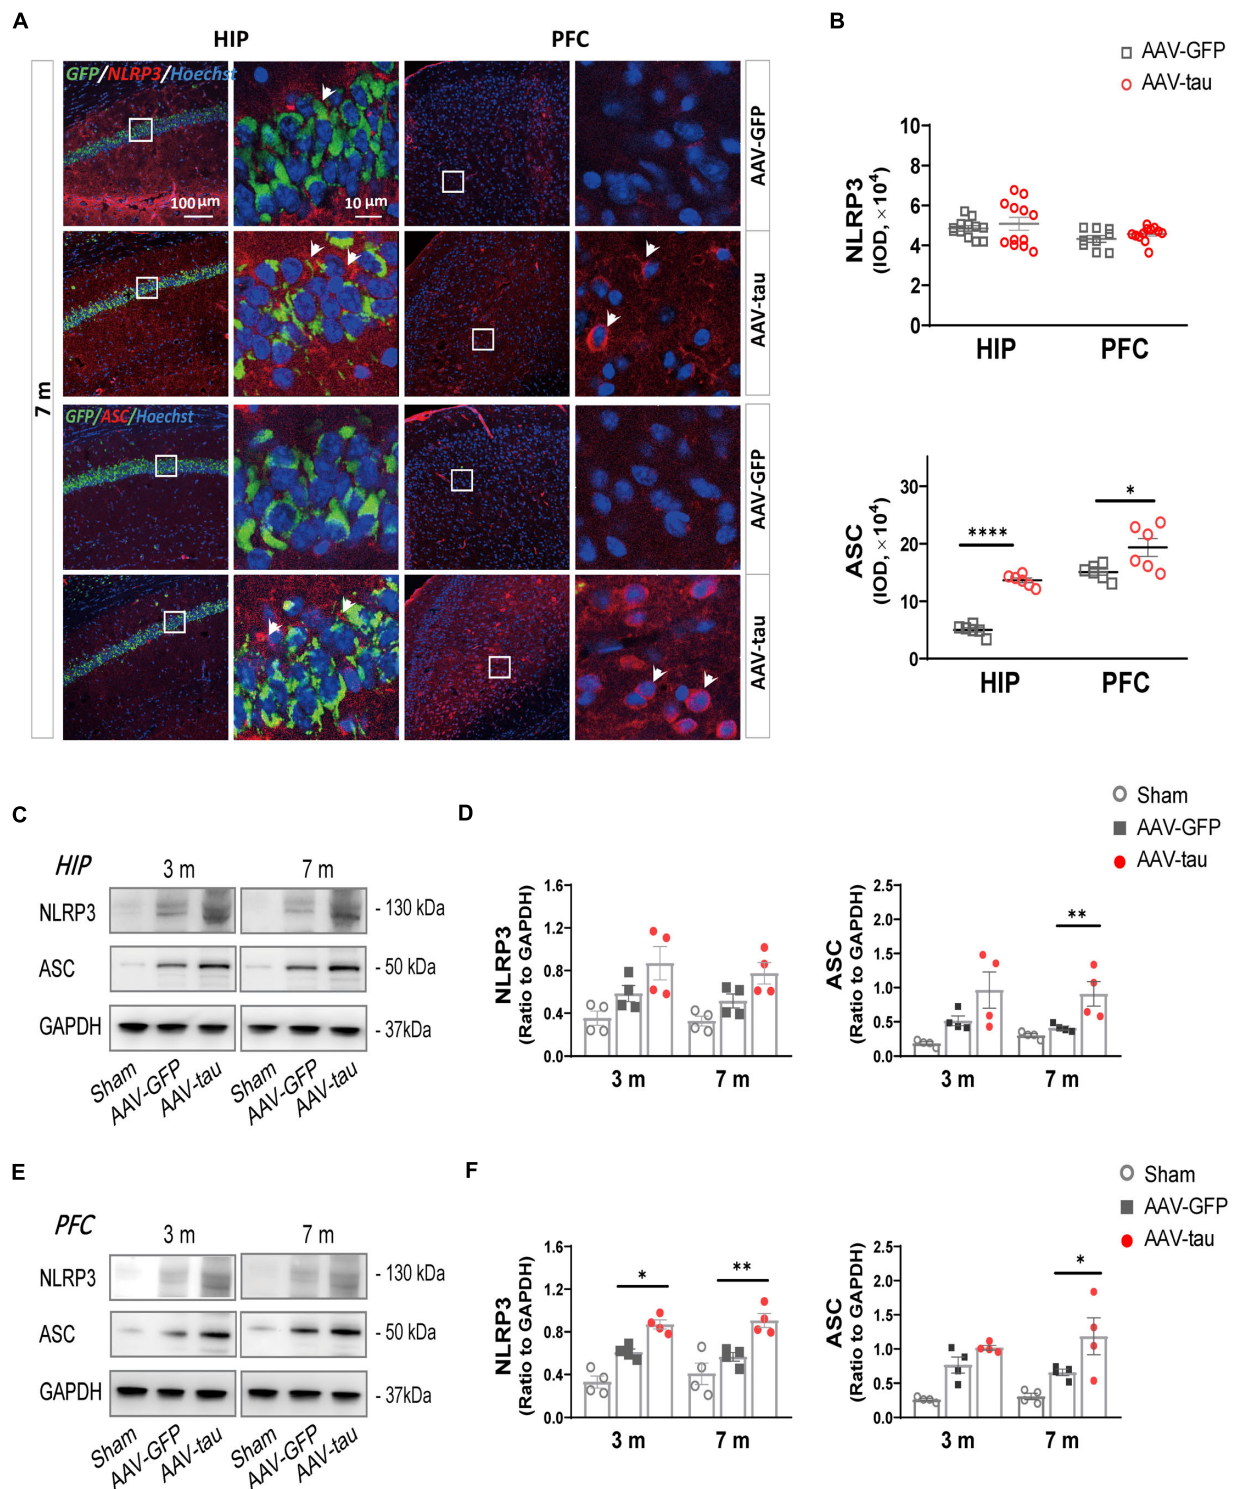 A
HIP
PFC
7 m
GFP/NLRP3/Hoechst
100 μm
10 μm
AAV-GFP
AAV-tau
GFP/ASC/Hoechst
AAV-GFP
AAV-tau
B
AAV-GFP
AAV-tau
NLRP3
(IOD, ×10⁴)
10
8
6
4
2
0
HIP
PFC
ASC
(IOD, ×10⁴)
30
20
10
0
****
*
HIP
PFC
C
HIP
3 m
7 m
NLRP3
- 130 kDa
ASC
- 50 kDa
GAPDH
- 37kDa
Sham
AAV-GFP
AAV-tau
Sham
AAV-GFP
AAV-tau
D
Sham
AAV-GFP
AAV-tau
NLRP3
(Ratio to GAPDH)
1.6
1.2
0.8
0.4
0.0
3 m
7 m
ASC
(Ratio to GAPDH)
2.5
2.0
1.5
1.0
0.5
0.0
**
3 m
7 m
E
PFC
3 m
7 m
NLRP3
- 130 kDa
ASC
- 50 kDa
GAPDH
- 37kDa
Sham
AAV-GFP
AAV-tau
Sham
AAV-GFP
AAV-tau
F
Sham
AAV-GFP
AAV-tau
NLRP3
(Ratio to GAPDH)
1.6
1.2
0.8
0.4
0.0
*
**
3 m
7 m
ASC
(Ratio to GAPDH)
2.5
2.0
1.5
1.0
0.5
0.0
*
3 m
7 m